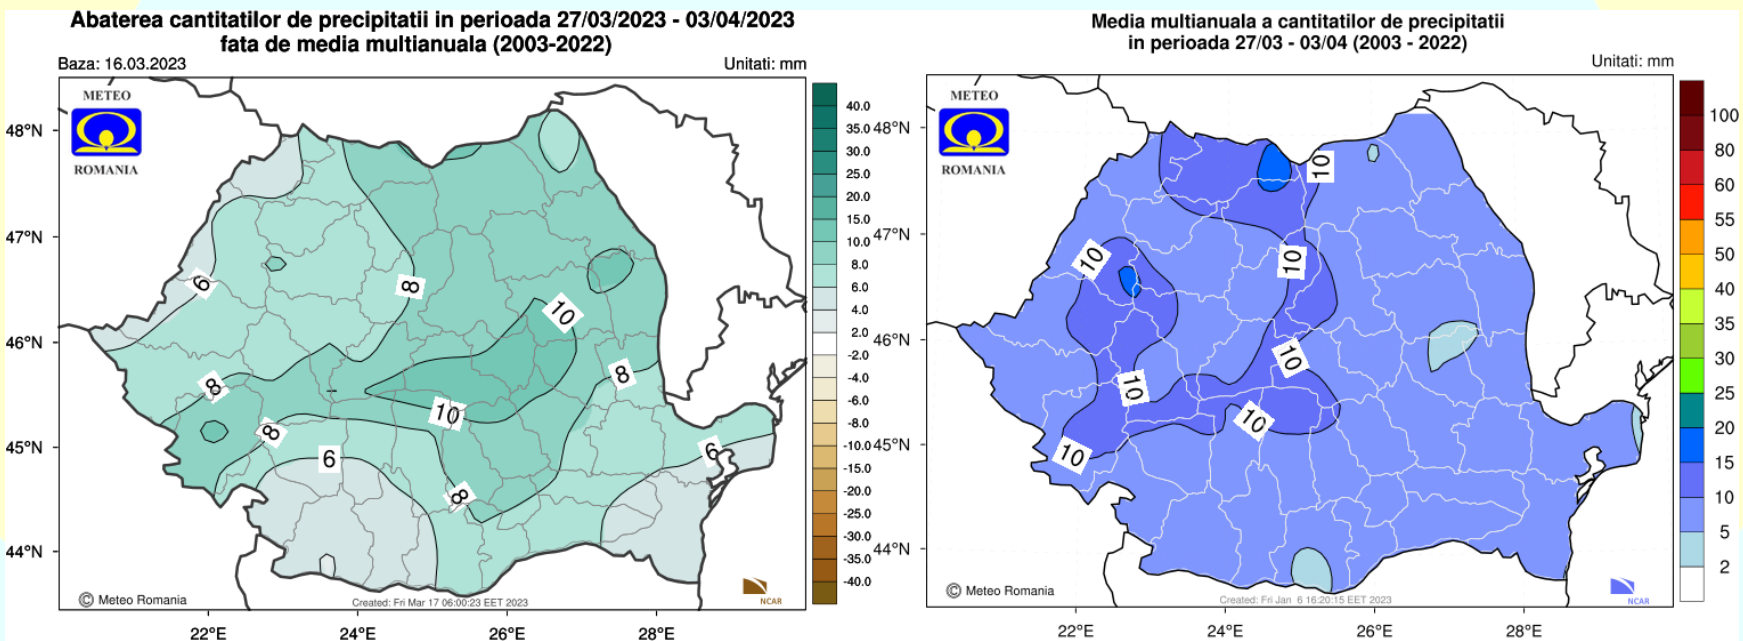 Abaterea cantitatilor de precipitatii in perioada 27/03/2023 - 03/04/2023
fata de media multianuala (2003-2022)
Baza: 16.03.2023
Unitati: mm
METEO
ROMANIA
48°N
47°N
46°N
45°N
44°N
22°E
24°E
26°E
28°E
6
8
10
8
8
10
8
6
8
6
40.0
35.0
30.0
25.0
20.0
15.0
10.0
8.0
6.0
4.0
2.0
-2.0
-4.0
-6.0
-8.0
-10.0
-15.0
-20.0
-25.0
-30.0
-35.0
-40.0
© Meteo Romania
Created: Fri Mar 17 06:00:23 EET 2023
NCAR
Media multianuala a cantitatilor de precipitatii
in perioada 27/03 - 03/04 (2003 - 2022)
Unitati: mm
METEO
ROMANIA
48°N
47°N
46°N
45°N
44°N
22°E
24°E
26°E
28°E
10
10
10
10
10
10
10
100
80
60
55
50
40
35
30
25
20
15
10
5
2
© Meteo Romania
Created: Fri Jan 6 16:20:15 EET 2023
NCAR